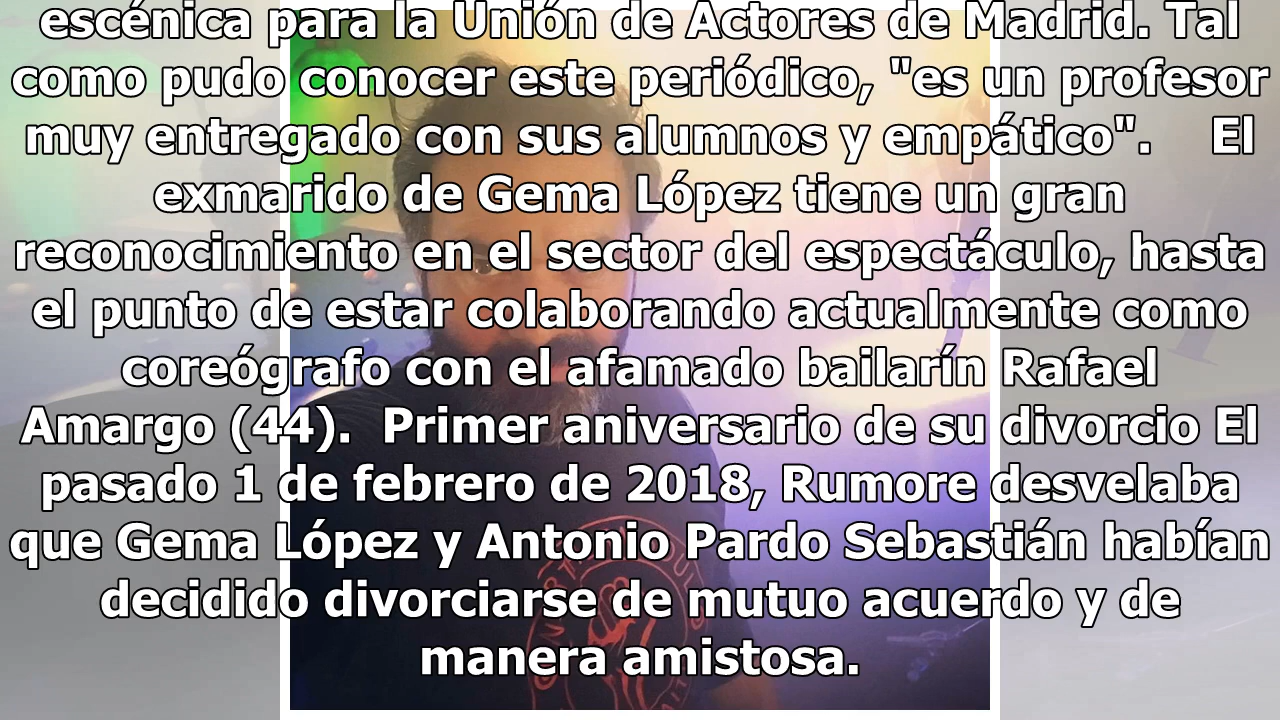 escénica para la Unión de Actores de Madrid. Tal
como pudo conocer este periódico, "es un profesor
muy entregado con sus alumnos y empático". El
exmarido de Gema López tiene un gran
reconocimiento en el sector del espectáculo, hasta
el punto de estar colaborando actualmente como
coreógrafo con el afamado bailarín Rafael
Amargo (44). Primer aniversario de su divorcio El
pasado 1 de febrero de 2018, Rumore desvelaba
que Gema López y Antonio Pardo Sebastián habían
decidido divorciarse de mutuo acuerdo y de
manera amistosa.